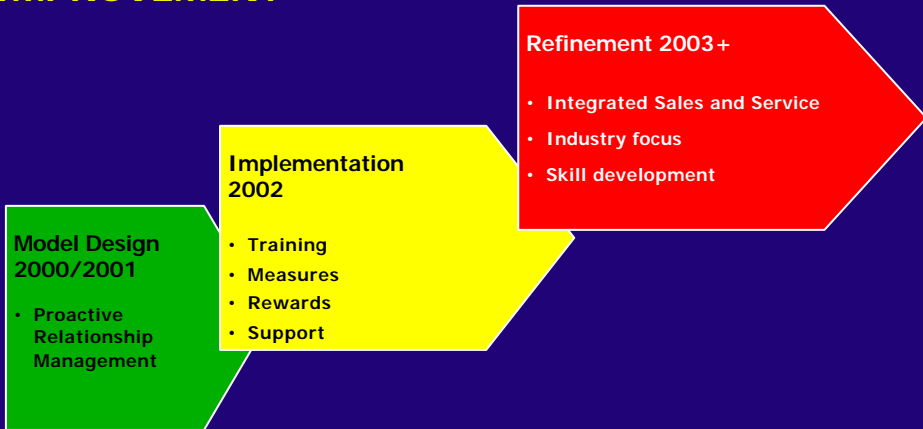 Model Design
2000/2001
• Proactive
Relationship
Management
Implementation
2002
• Training
• Measures
• Rewards
• Support
Refinement 2003+
• Integrated Sales and Service
• Industry focus
• Skill development